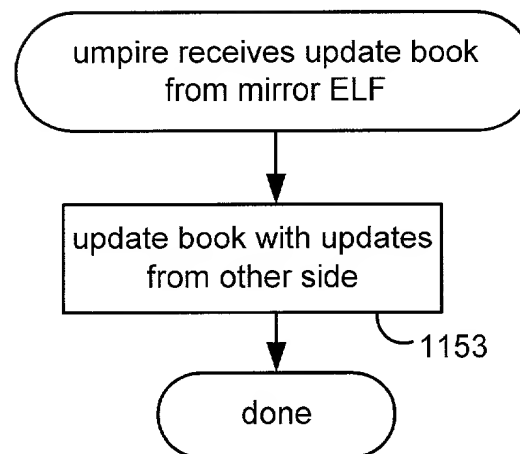 umpire receives update book
from mirror ELF
update book with updates
from other side
1153
done